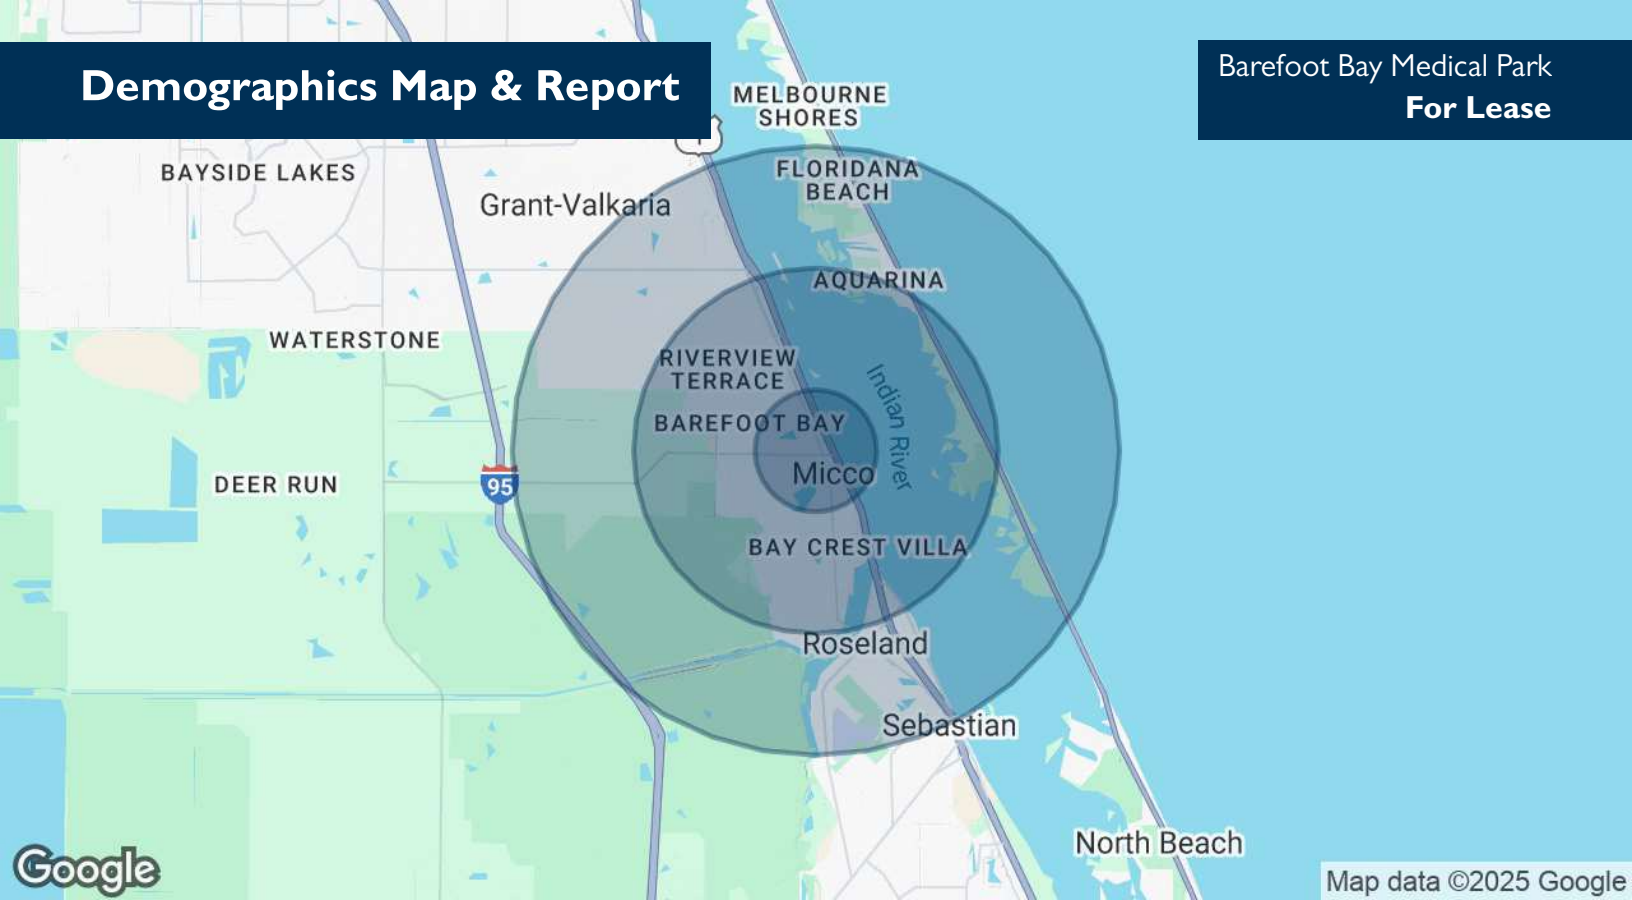 Demographics Map & Report
Barefoot Bay Medical Park
For Lease
MELBOURNE
SHORES
1
BAYSIDE LAKES
FLORIDANA
BEACH
Grant-Valkaria
AQUARINA
WATERSTONE
RIVERVIEW
TERRACE
Indian River
BAREFOOT BAY
Micco
DEER RUN
95
BAY CREST VILLA
Roseland
Sebastian
North Beach
Google
Map data ©2025 Google